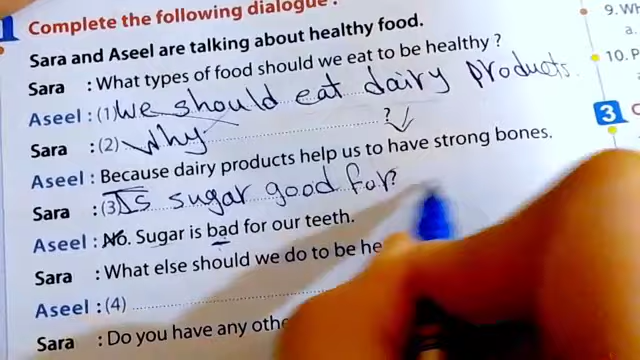 1 Complete the following dialogue.
Sara and Aseel are talking about healthy food.
Sara : What types of food should we eat to be healthy ?
Aseel : (1) We should eat dairy products.
Sara : (2) Why ?
Aseel : Because dairy products help us to have strong bones.
Sara : (3) Is sugar good for?
Aseel : No. Sugar is bad for our teeth.
Sara : What else should we do to be he
Aseel : (4)
Sara : Do you have any othe
9. Wh
a.
10. P
3